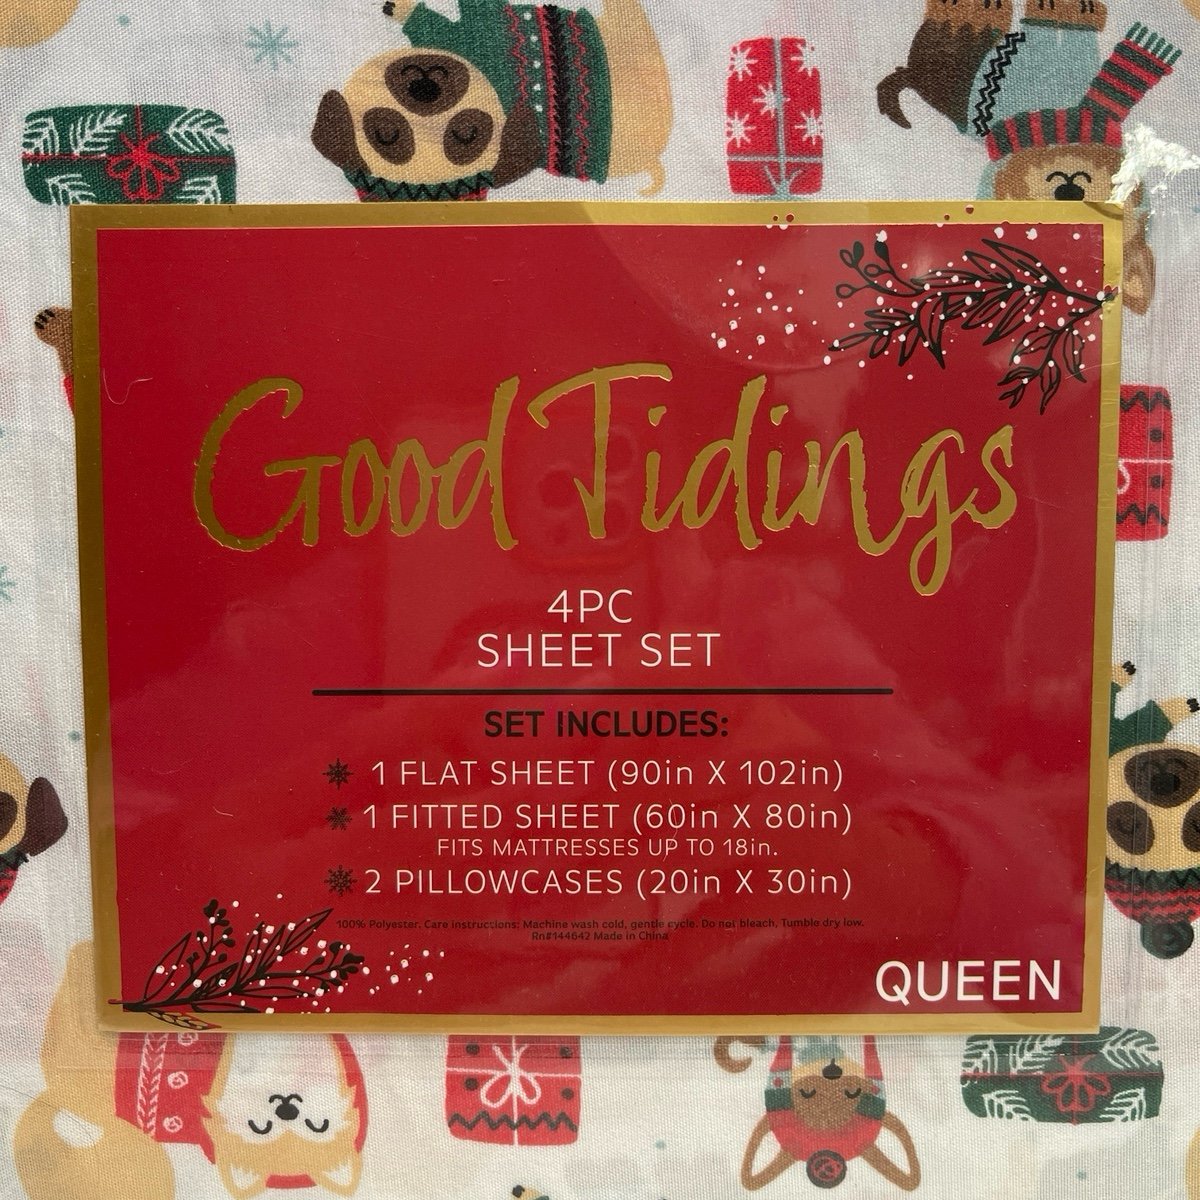 Good Tidings
4PC
SHEET SET
SET INCLUDES:
1 FLAT SHEET (90in X 102in)
1 FITTED SHEET (60in X 80in)
FITS MATTRESSES UP TO 18in.
2 PILLOWCASES (20in X 30in)
100% Polyester. Care instructions: Machine wash cold, gentle cycle. Do not bleach, Tumble dry low.
Rn#144642 Made in China
QUEEN